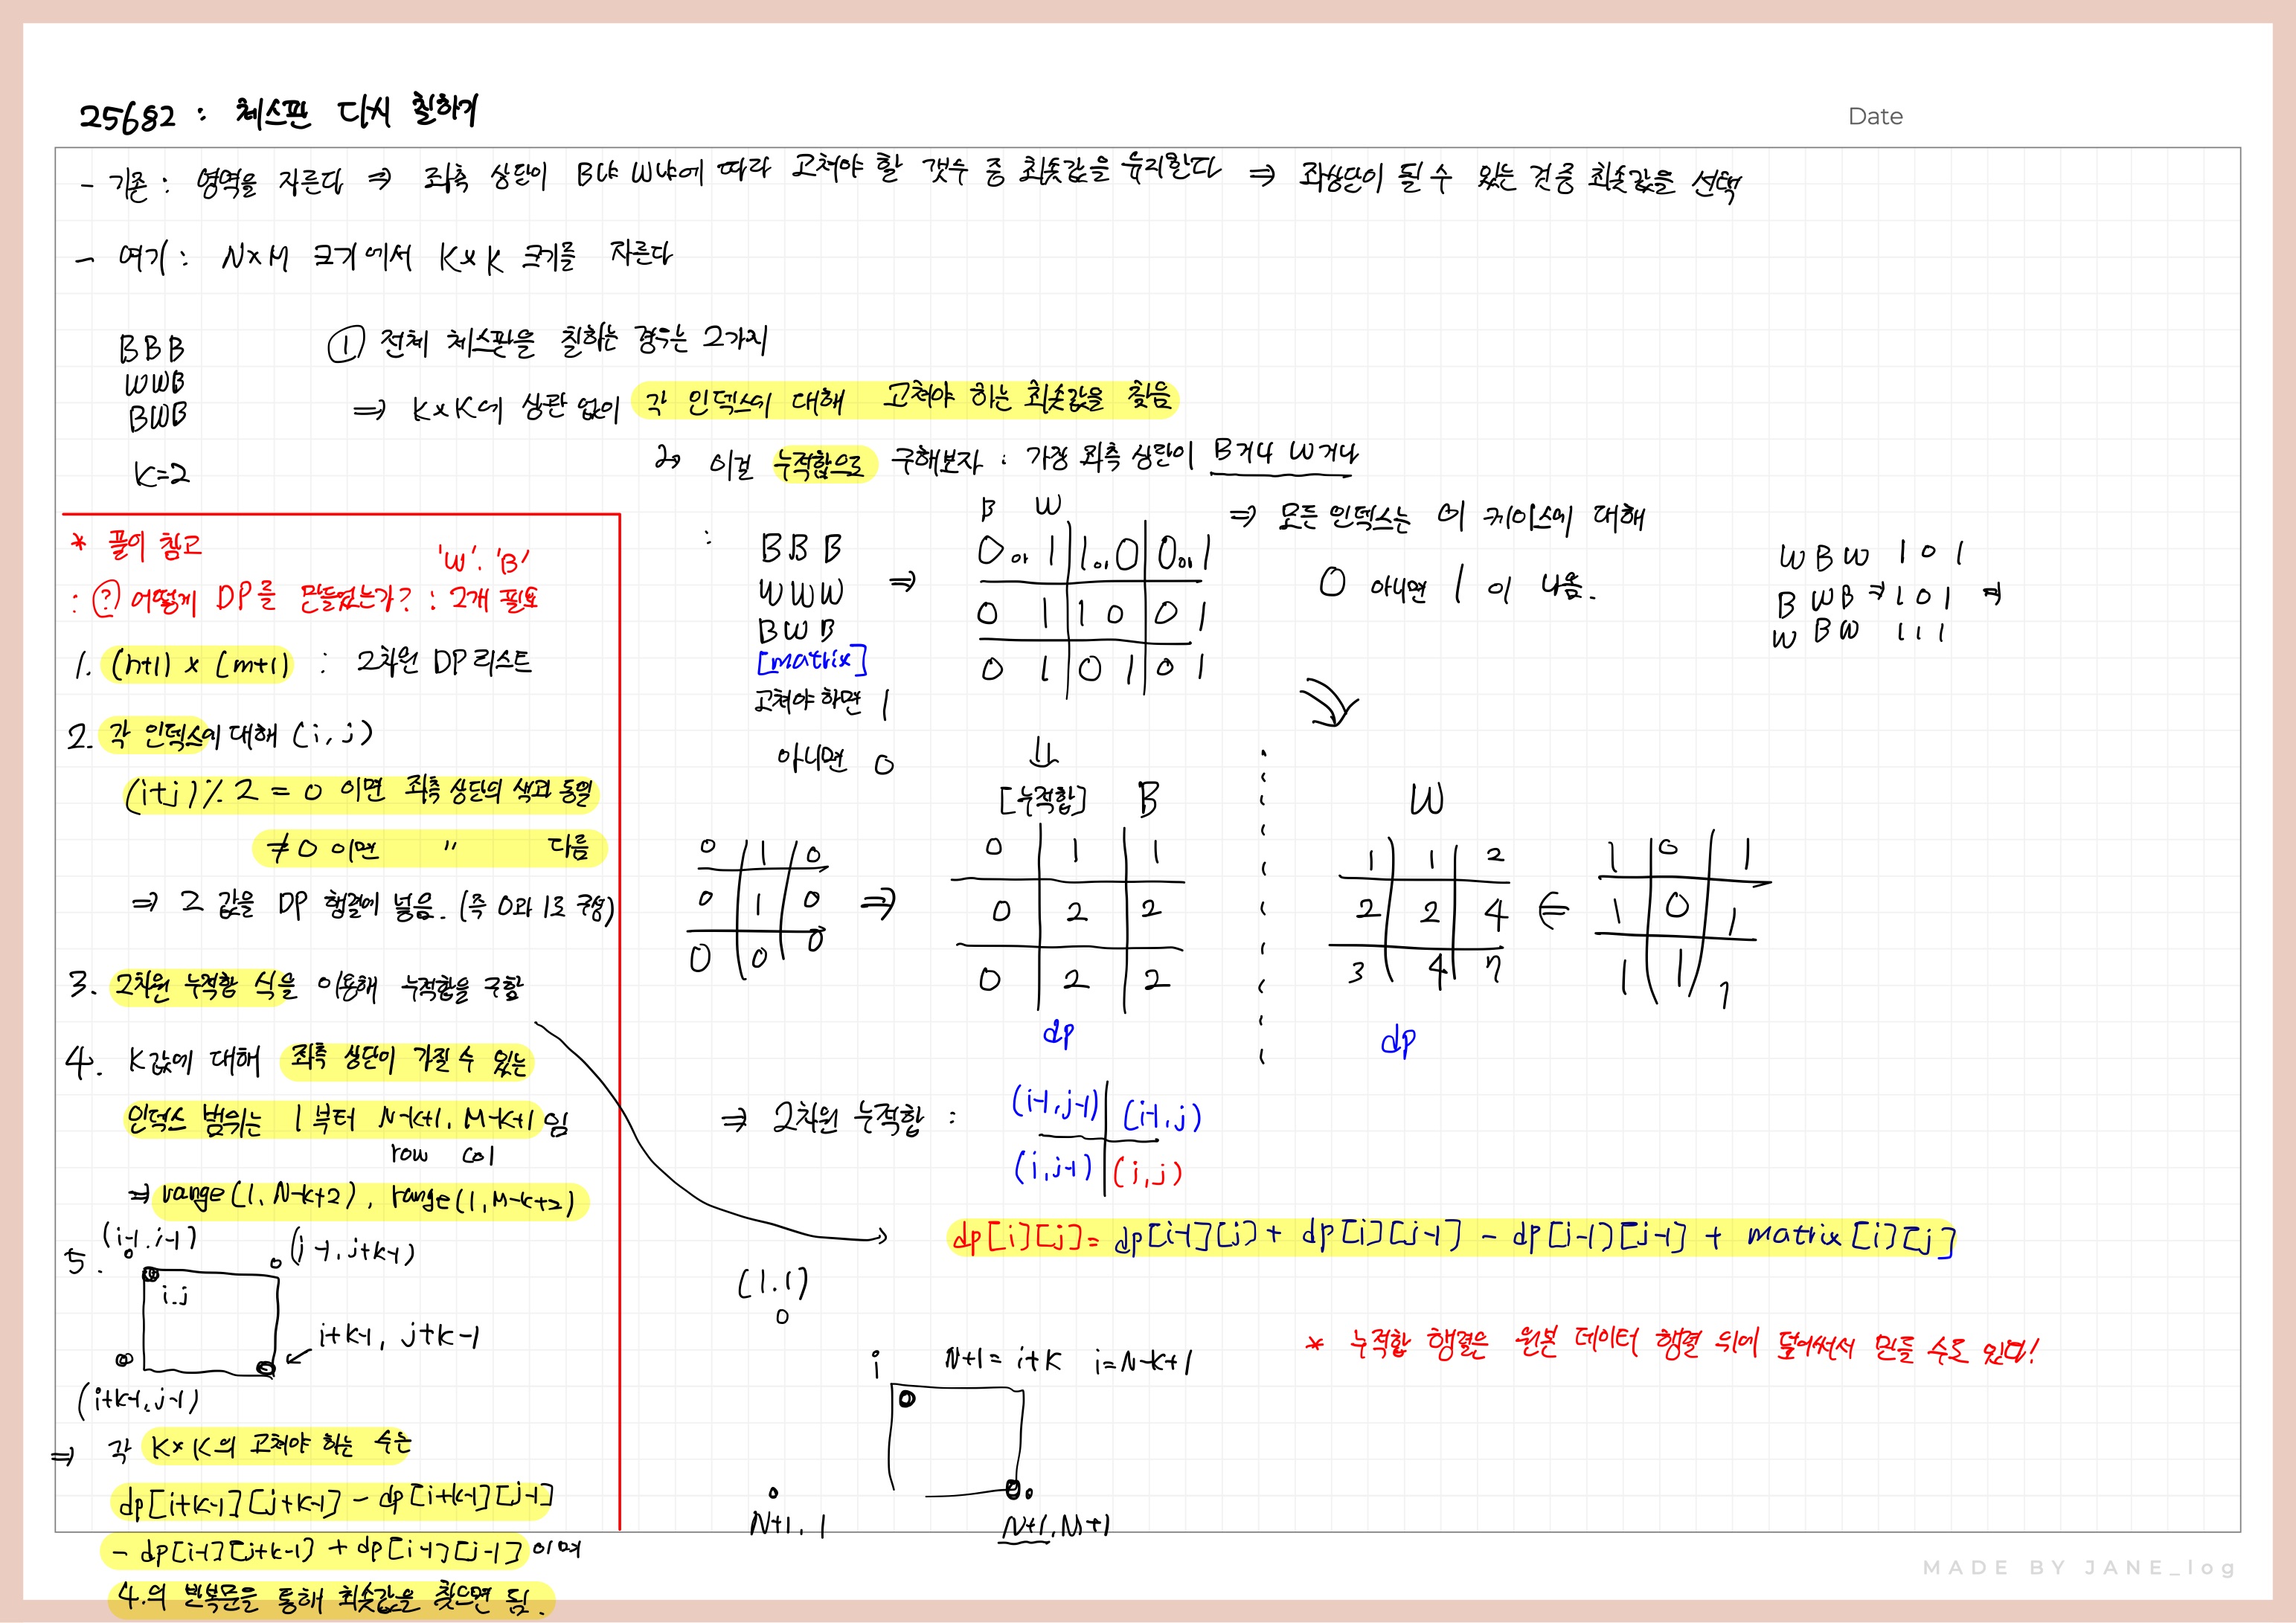 25682 : 체스판 다시 칠하기
Date
- 기존 : 영역을 자른다 ⇒ 좌측 상단이 B냐 W냐에 따라 고쳐야 할 갯수 중 최솟값을 유지한다 ⇒ 좌상단이 될 수 있는 것중 최솟값을 선택
- 여기 : N×M 크기에서 K×K 크기를 자른다
BBB
WWB
BWB
K=2
① 전체 체스판을 칠하는 경우는 2가지
⇒ K×K에 상관 없이 각 인덱스에 대해 고쳐야 하는 최솟값을 찾음
→ 이걸 누적합으로 구해보자 : 가장 좌측 상단이 B거나 W거나
* 풀이 참고
'W'. 'B'
: ? 어떻게 DP를 만들었는가? : 2개 필요
1. (n+1) x (m+1) : 2차원 DP 리스트
2. 각 인덱스에 대해 (i, j)
(i+j) % 2 = 0 이면 좌측 상단의 색과 동일
≠ 0 이면 " 다름
⇒ 2 값을 DP 행렬에 넣음. (즉 0과 1로 구성)
3. 2차원 누적합 식을 이용해 누적합을 구함
4. K값에 대해 좌측 상단이 가질 수 있는
인덱스 범위는 1부터 N-k+1, M-k+1 임
row col
⇒ range(1, N-k+2), range(1, M-k+2)
5.
(i-1, j-1)
(i-1, j+k-1)
i.j
i+k-1, j+k-1
(i+k-1, j-1)
⇒ 각 K×K의 고쳐야 하는 수는
dp[i+k-1][j+k-1] - dp[i+k-1][j-1]
- dp[i-1][j+k-1] + dp[i-1][j-1] 이며
4.의 반복문을 통해 최솟값을 찾으면 됨.
:
BBB
WWW
BWB
[matrix]
고쳐야 하면 1
아니면 0
⇒
B W
0 or 1 1 or 0 0 or 1
0 1 1 0 0 1
0 1 0 1 0 1
⇒ 모든 인덱스는 이 케이스에 대해
0 아니면 1 이 나옴.
W B W 1 0 1
B W B ⇒ 1 0 1 ⇒
W B W 1 1 1
⇓
[누적합] B
0 1 0
0 1 0
0 0 0
⇒
0 1 1
0 2 2
0 2 2
dp
W
1 1 2
2 2 4
3 4 7
dp
⇐
1 0 1
1 0 1
1 1 1
⇒ 2차원 누적합 :
(i-1, j-1) (i-1, j)
(i, j-1) (i, j)
dp[i][j] = dp[i-1][j] + dp[i][j-1] - dp[i-1][j-1] + matrix[i][j]
(1.1)
i
N+1 = i+k i=N-k+1
N+1, 1
N+1, M+1
* 누적합 행렬은 원본 데이터 행렬 위에 덮어써서 만들 수도 있다!
MADE BY JANE_log